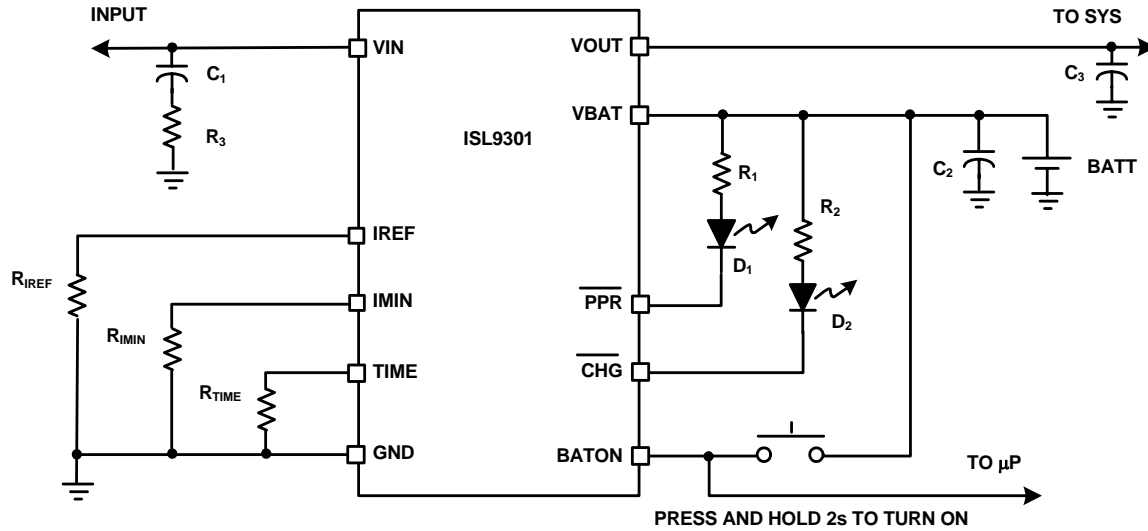 INPUT
TO SYS
VIN
VOUT
C1
C3
R3
VBAT
ISL9301
R1
C2
BATT
R2
IREF
D1
RIREF
IMIN
PPR
D2
RIMIN
TIME
CHG
RTIME
GND
BATON
TO µP
PRESS AND HOLD 2s TO TURN ON